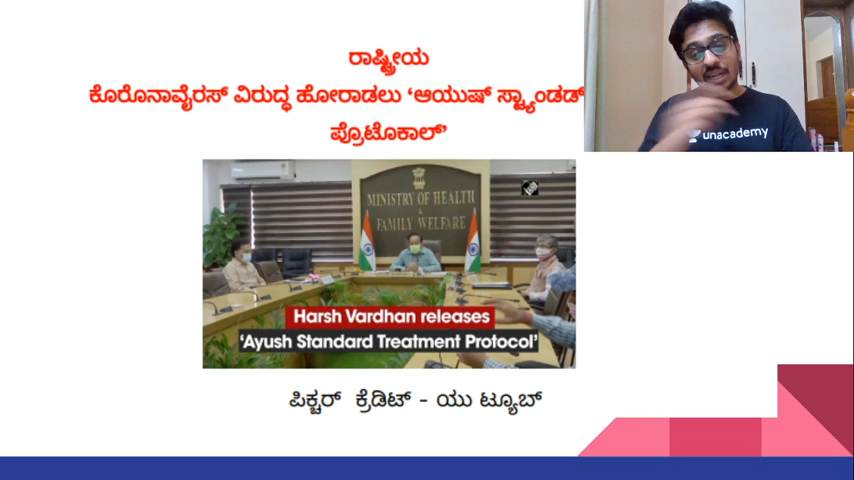 ರಾಷ್ಟ್ರೀಯ
ಕೊರೊನಾವೈರಸ್ ವಿರುದ್ಧ ಹೋರಾಡಲು ‘ಆಯುಷ್ ಸ್ಟ್ಯಾಂಡರ್ಡ್
ಪ್ರೊಟೊಕಾಲ್’
unacademy
MINISTRY OF HEALTH
&
FAMILY WELFARE
Harsh Vardhan releases
‘Ayush Standard Treatment Protocol’
ಪಿಕ್ಚರ್ ಕ್ರೆಡಿಟ್ - ಯು ಟ್ಯೂಬ್